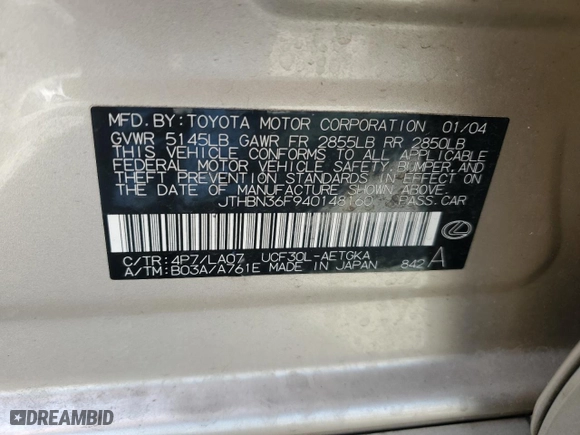 MFD. BY: TOYOTA MOTOR CORPORATION 01/04
GVWR 5145LB GAWR FR 2855LB RR 2850LB
THIS VEHICLE CONFORMS TO ALL APPLICABLE
FEDERAL MOTOR VEHICLE SAFETY, BUMPER, AND
THEFT PREVENTION STANDARDS IN EFFECT ON
THE DATE OF MANUFACTURE SHOWN ABOVE.
JTHBN36F940148160 PASS. CAR
C/TR: 4P7/LA07 UCF30L-AETGKA
A/TM: B03A/A761E MADE IN JAPAN 842 A
DREAMBID